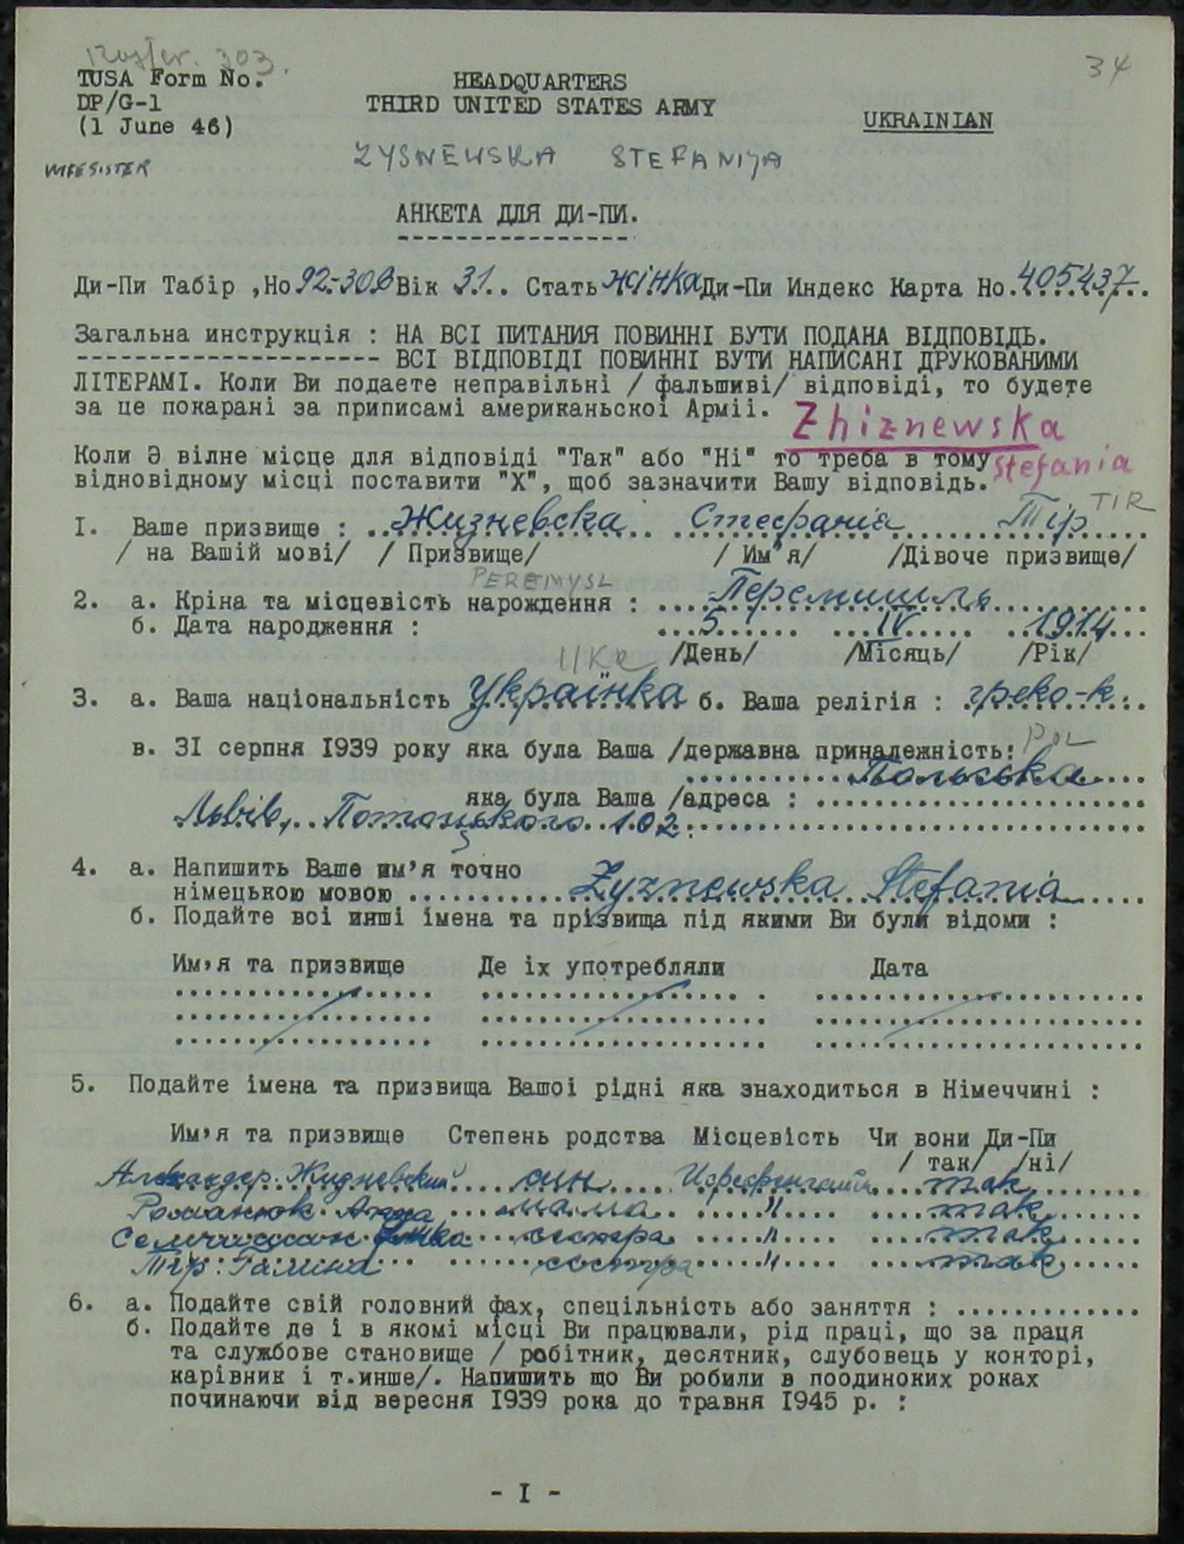 303.
34
TUSA Form No.
DP/G-1
(1 June 46)
HEADQUARTERS
THIRD UNITED STATES ARMY
UKRAINIAN
ZYSNEWSKA STEFANIJA
АНКЕТА ДЛЯ ДИ-ПИ.
Ди-Пи Табір ,Но 92-303 Вік 31. Стать жінка Ди-Пи Индекс Карта Но. 405437
Загальна инструкція : НА ВСІ ПИТАНИЯ ПОВИННІ БУТИ ПОДАНА ВІДПОВІДЬ.
ВСІ ВІДПОВІДІ ПОВИННІ БУТИ НАПИСАНІ ДРУКОВАНИМИ
ЛІТЕРАМІ. Коли Ви подаете неправільні / фальшиві/ відповіді, то будете
за це покарані за приписамі американьскої Армії.
Zhiznewska
Коли Э вілне місце для відповіді "Так" або "Ні" то треба в тому
Stefania
відновідному місці поставити "X", щоб зазначити Вашу відповідь.
TIR
I. Ваше призвище : Жизневска Стефанія Тір
/ на Вашій мові/ / Призвище/ / Им'я/ /Дівоче призвище/
PEREMYSL
2. а. Кріна та місцевість нарождення : Перемишль
б. Дата народження : 5 IV 1914
UKR /День/ /Місяць/ /Рік/
3. а. Ваша національність Українка б. Ваша релігія : греко-к.
в. 3I серпня I939 року яка була Ваша /державна приналежність:
POL
Польська
яка була Ваша /адреса :
Львів, Потоцького 102.
4. а. Напишить Ваше им'я точно
німецькою мовою Zyznewska Stefania
б. Подайте всі инші імена та прізвища під якими Ви були відоми :
Им'я та призвище Де іх употребляли Дата
5. Подайте імена та призвища Вашоі рідні яка знаходиться в Німеччині :
Им'я та призвище Степень родства Місцевість Чи вони Ди-Пи
/ так/ /ні/
Александер Жизневский син так
Романюк Анна мама " так
сестра " так
Тір Галина сестра " так
6. а. Подайте свій головний фах, спецільність або заняття :
б. Подайте де і в якомі місці Ви працювали, рід праці, що за праця
та службове становище / робітник, десятник, слубовець у конторі,
карівник і т.инше/. Напишить що Ви робили в поодиноких роках
починаючи від вересня I939 рока до травня I945 р. :
- I -